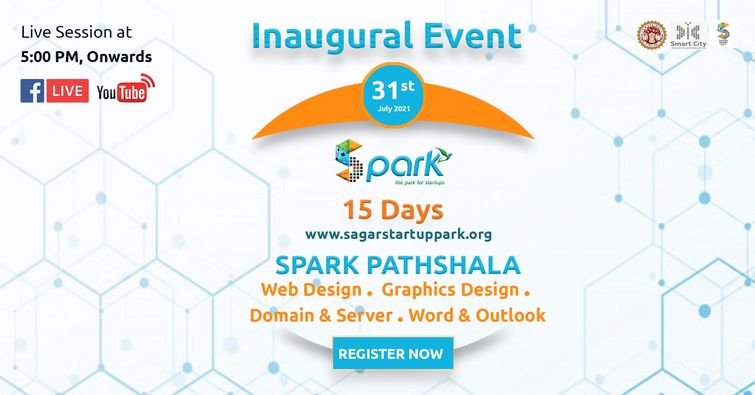 Live Session at
5:00 PM, Onwards
f LIVE YouTube
Inaugural Event
Smart City
31st
July 2021
Spark
the park for startups
15 Days
www.sagarstartuppark.org
SPARK PATHSHALA
Web Design . Graphics Design .
Domain & Server . Word & Outlook
REGISTER NOW